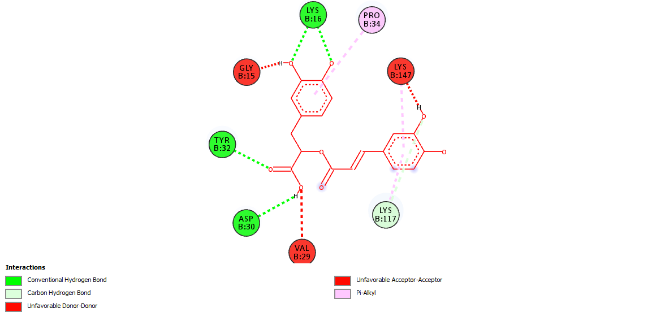 LYS
B:16
PRO
B:34
GLY
B:15
LYS
B:147
H
O
O
H
O
TYR
B:32
O
O
O
O
O
H
LYS
B:117
ASP
B:30
VAL
B:29
Interactions
Conventional Hydrogen Bond
Carbon Hydrogen Bond
Unfavorable Donor-Donor
Unfavorable Acceptor-Acceptor
Pi-Alkyl